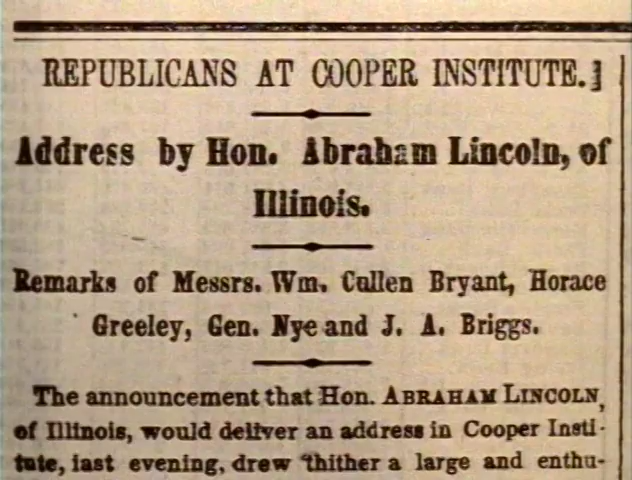 REPUBLICANS AT COOPER INSTITUTE.]
Address by Hon. Abraham Lincoln, of
Illinois.
Remarks of Messrs. Wm. Cullen Bryant, Horace
Greeley, Gen. Nye and J. A. Briggs.
The announcement that Hon. ABRAHAM LINCOLN,
of Illinois, would deliver an address in Cooper Insti-
tute, last evening, drew thither a large and enthu-